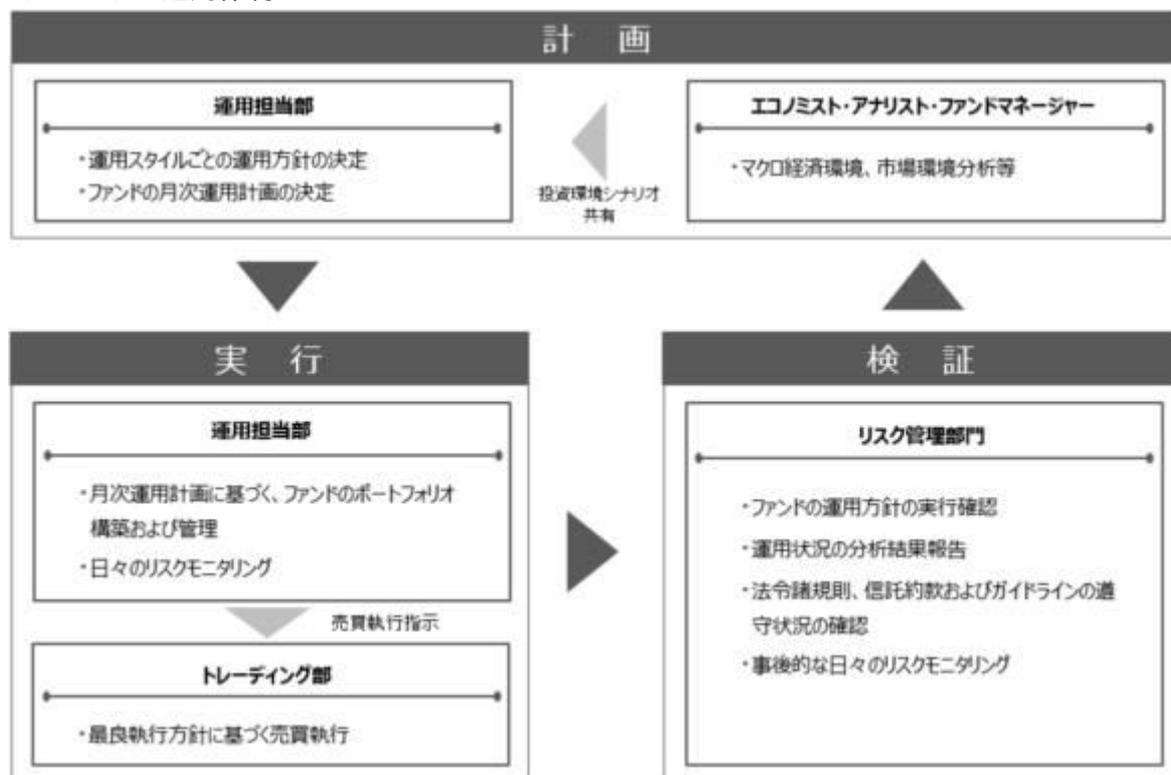 計 画
運用担当部
・運用スタイルごとの運用方針の決定
・ファンドの月次運用計画の決定
投資環境シナリオ
共有
エコノミスト・アナリスト・ファンドマネージャー
・マクロ経済環境、市場環境分析等
実 行
運用担当部
・月次運用計画に基づく、ファンドのポートフォリオ
構築および管理
・日々のリスクモニタリング
売買執行指示
トレーディング部
・最良執行方針に基づく売買執行
検 証
リスク管理部門
・ファンドの運用方針の実行確認
・運用状況の分析結果報告
・法令諸規則、信託約款およびガイドラインの遵
守状況の確認
・事後的な日々のリスクモニタリング